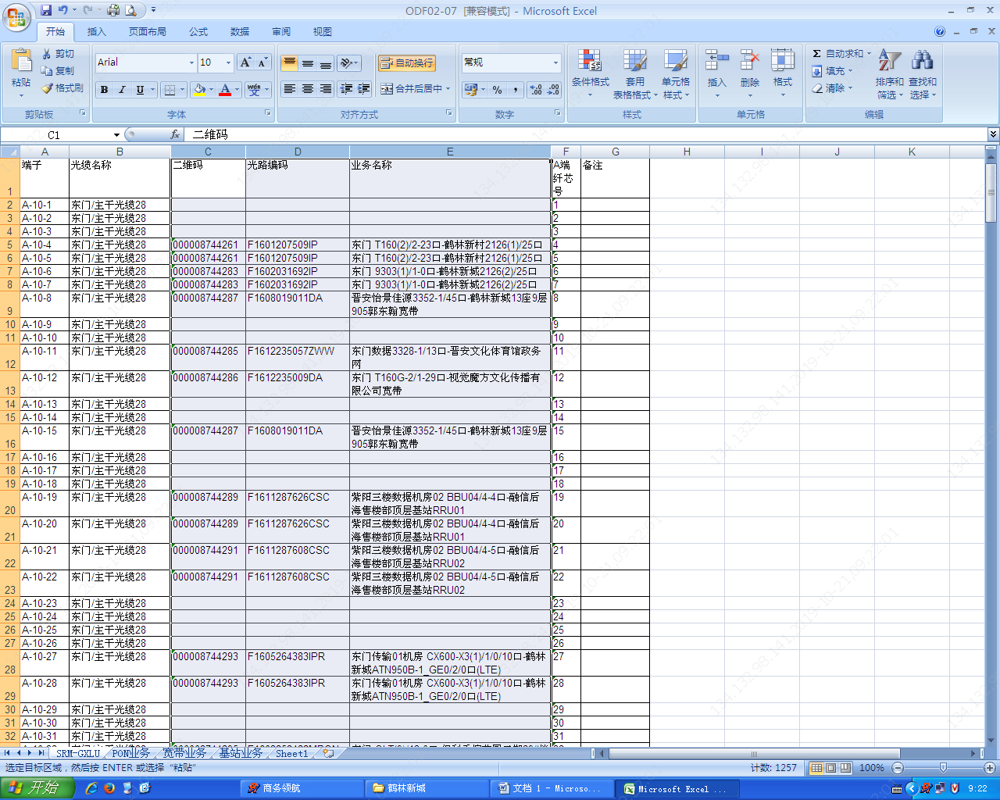 ODF02-07 [兼容模式] - Microsoft Excel
开始 插入 页面布局 公式 数据 审阅 视图
粘贴 剪切 复制 格式刷 剪贴板
Arial 10 B I U 字体
自动换行 合并后居中 对齐方式
常规 % , 数字
条件格式 套用表格格式 单元格样式 样式
插入 删除 格式 单元格
Σ 自动求和 填充 清除 排序和筛选 查找和选择 编辑
C1 fx 二维码
A B C D E F G H I J K
1 端子 光缆名称 二维码 光路编码 业务名称 A端纤芯号 备注
2 A-10-1 东门/主干光缆28 1
3 A-10-2 东门/主干光缆28 2
4 A-10-3 东门/主干光缆28 3
5 A-10-4 东门/主干光缆28 000008744261 F1601207509IP 东门 T160(2)/2-23口-鹤林新村2126(1)/25口 4
6 A-10-5 东门/主干光缆28 000008744261 F1601207509IP 东门 T160(2)/2-23口-鹤林新村2126(1)/25口 5
7 A-10-6 东门/主干光缆28 000008744283 F1602031692IP 东门 9303(1)/1-0口-鹤林新城2126(2)/25口 6
8 A-10-7 东门/主干光缆28 000008744283 F1602031692IP 东门 9303(1)/1-0口-鹤林新城2126(2)/25口 7
9 A-10-8 东门/主干光缆28 000008744287 F1608019011DA 晋安怡景佳源3352-1/45口-鹤林新城13座9层905郭东翰宽带 8
10 A-10-9 东门/主干光缆28 9
11 A-10-10 东门/主干光缆28 10
12 A-10-11 东门/主干光缆28 000008744285 F1612235057ZWW 东门数据3328-1/13口-晋安文化体育馆政务网 11
13 A-10-12 东门/主干光缆28 000008744286 F1612235009DA 东门 T160G-2/1-29口-视觉魔方文化传播有限公司宽带 12
14 A-10-13 东门/主干光缆28 13
15 A-10-14 东门/主干光缆28 14
16 A-10-15 东门/主干光缆28 000008744287 F1608019011DA 晋安怡景佳源3352-1/45口-鹤林新城13座9层905郭东翰宽带 15
17 A-10-16 东门/主干光缆28 16
18 A-10-17 东门/主干光缆28 17
19 A-10-18 东门/主干光缆28 18
20 A-10-19 东门/主干光缆28 000008744289 F1611287626CSC 紫阳三楼数据机房02 BBU04/4-4口-融信后海售楼部顶层基站RRU01 19
21 A-10-20 东门/主干光缆28 000008744289 F1611287626CSC 紫阳三楼数据机房02 BBU04/4-4口-融信后海售楼部顶层基站RRU01 20
22 A-10-21 东门/主干光缆28 000008744291 F1611287608CSC 紫阳三楼数据机房02 BBU04/4-5口-融信后海售楼部顶层基站RRU02 21
23 A-10-22 东门/主干光缆28 000008744291 F1611287608CSC 紫阳三楼数据机房02 BBU04/4-5口-融信后海售楼部顶层基站RRU02 22
24 A-10-23 东门/主干光缆28 23
25 A-10-24 东门/主干光缆28 24
26 A-10-25 东门/主干光缆28 25
27 A-10-26 东门/主干光缆28 26
28 A-10-27 东门/主干光缆28 000008744293 F1605264383IPR 东门传输01机房 CX600-X3(1)/1/0/10口-鹤林新城ATN950B-1_GE0/2/0口(LTE) 27
29 A-10-28 东门/主干光缆28 000008744293 F1605264383IPR 东门传输01机房 CX600-X3(1)/1/0/10口-鹤林新城ATN950B-1_GE0/2/0口(LTE) 28
30 A-10-29 东门/主干光缆28 29
31 A-10-30 东门/主干光缆28 30
32 A-10-31 东门/主干光缆28 31
SRM-GXLU PON业务 宽带业务 基站业务 Sheet1
选定目标区域，然后按 ENTER 或选择“粘贴” 计数: 1257 100%
开始 商务领航 鹤林新城 文档 1 - Microso... Microsoft Excel ... 9:22
134.132.98.141,2019-10-21,09:22:01